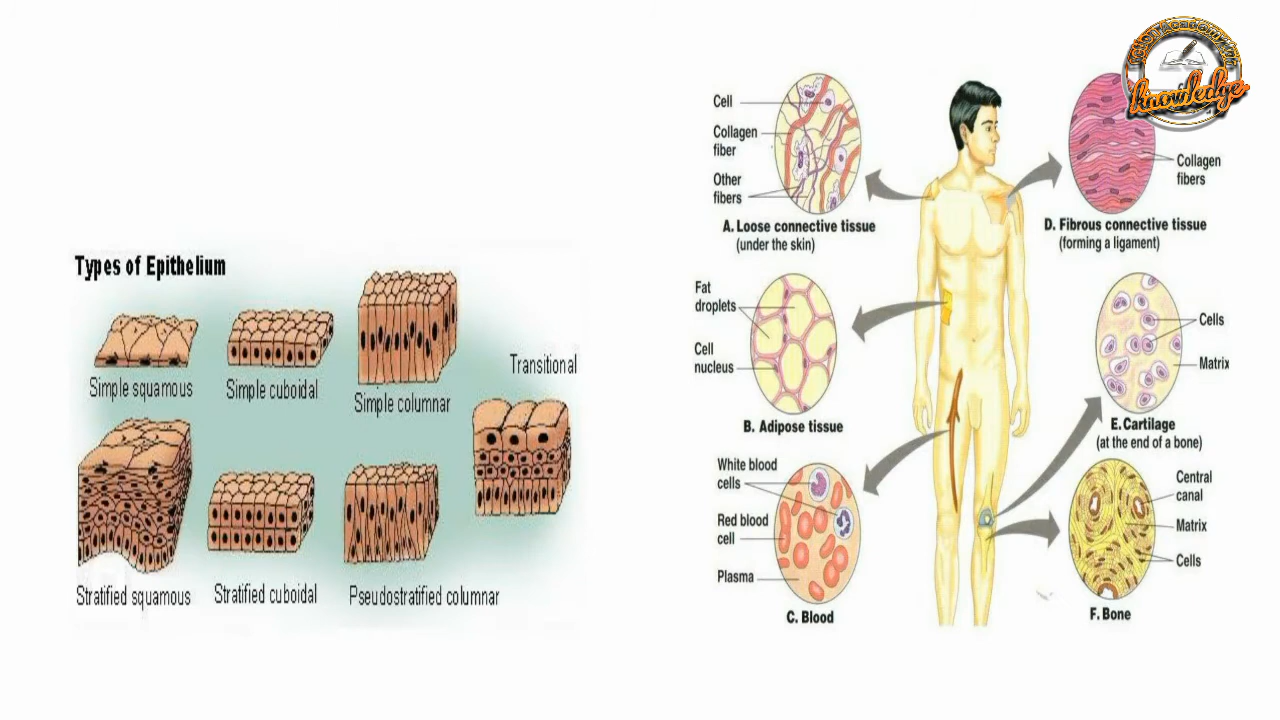 Types of Epithelium
Simple squamous
Simple cuboidal
Simple columnar
Transitional
Stratified squamous
Stratified cuboidal
Pseudostratified columnar
Cell
Collagen
fiber
Other
fibers
A. Loose connective tissue
(under the skin)
Fat
droplets
Cell
nucleus
B. Adipose tissue
White blood
cells
Red blood
cell
Plasma
C. Blood
knowledge
Collagen
fibers
D. Fibrous connective tissue
(forming a ligament)
Cells
Matrix
E. Cartilage
(at the end of a bone)
Central
canal
Matrix
Cells
F. Bone